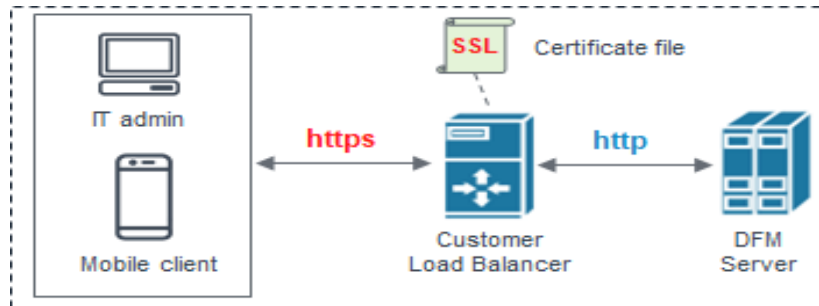 SSL
Certificate file
IT admin
https
http
Mobile client
Customer
Load Balancer
DFM
Server